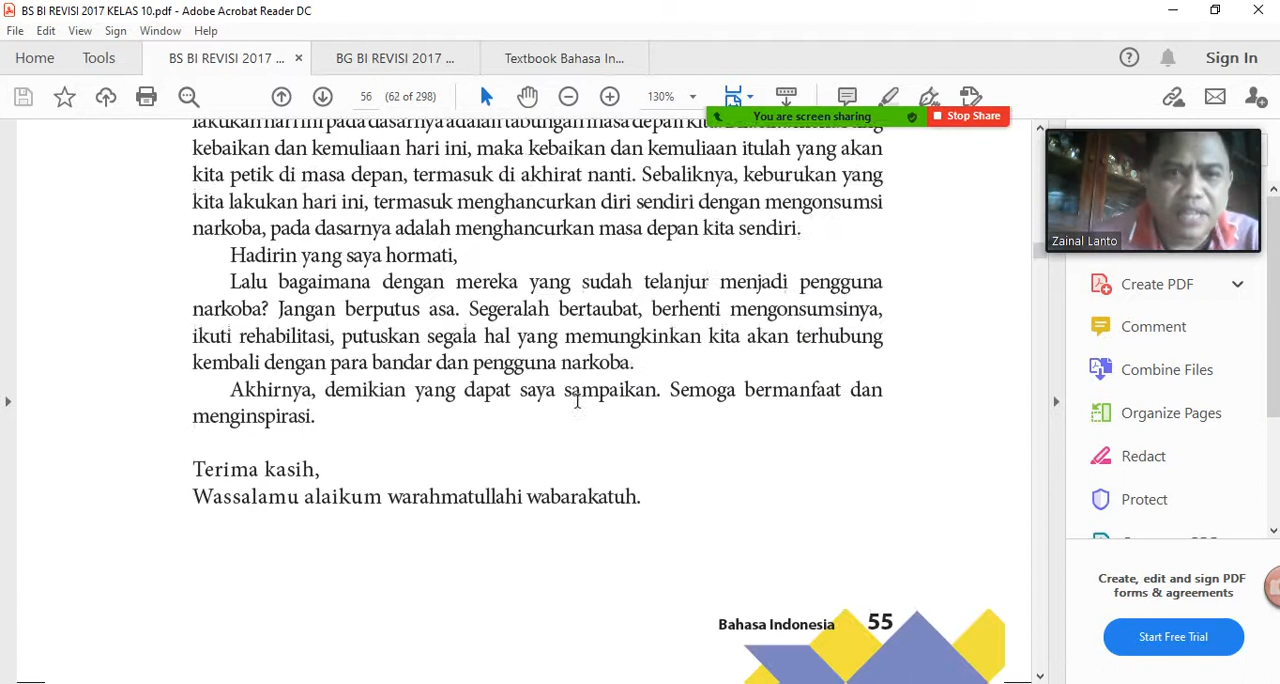 BS BI REVISI 2017 KELAS 10.pdf - Adobe Acrobat Reader DC
File Edit View Sign Window Help
Home Tools BS BI REVISI 2017 ... × BG BI REVISI 2017 ... Textbook Bahasa In... Sign In
56 (62 of 298) 130%
You are screen sharing Stop Share
kebaikan dan kemuliaan hari ini, maka kebaikan dan kemuliaan itulah yang akan
kita petik di masa depan, termasuk di akhirat nanti. Sebaliknya, keburukan yang
kita lakukan hari ini, termasuk menghancurkan diri sendiri dengan mengonsumsi
narkoba, pada dasarnya adalah menghancurkan masa depan kita sendiri.
Hadirin yang saya hormati,
Lalu bagaimana dengan mereka yang sudah telanjur menjadi pengguna
narkoba? Jangan berputus asa. Segeralah bertaubat, berhenti mengonsumsinya,
ikuti rehabilitasi, putuskan segala hal yang memungkinkan kita akan terhubung
kembali dengan para bandar dan pengguna narkoba.
Akhirnya, demikian yang dapat saya sampaikan. Semoga bermanfaat dan
menginspirasi.
Terima kasih,
Wassalamu alaikum warahmatullahi wabarakatuh.
Bahasa Indonesia 55
Zainal Lanto
Create PDF
Comment
Combine Files
Organize Pages
Redact
Protect
Create, edit and sign PDF
forms & agreements
Start Free Trial